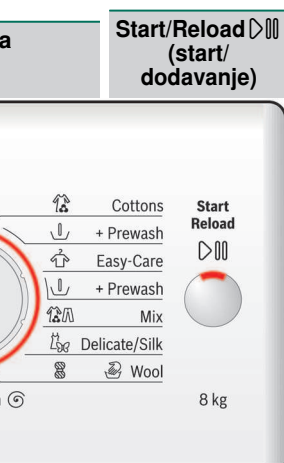 a
Start/Reload
(start/
dodavanje)
Cottons
+ Prewash
Easy-Care
+ Prewash
Mix
Delicate/Silk
Wool
Start
Reload
8 kg